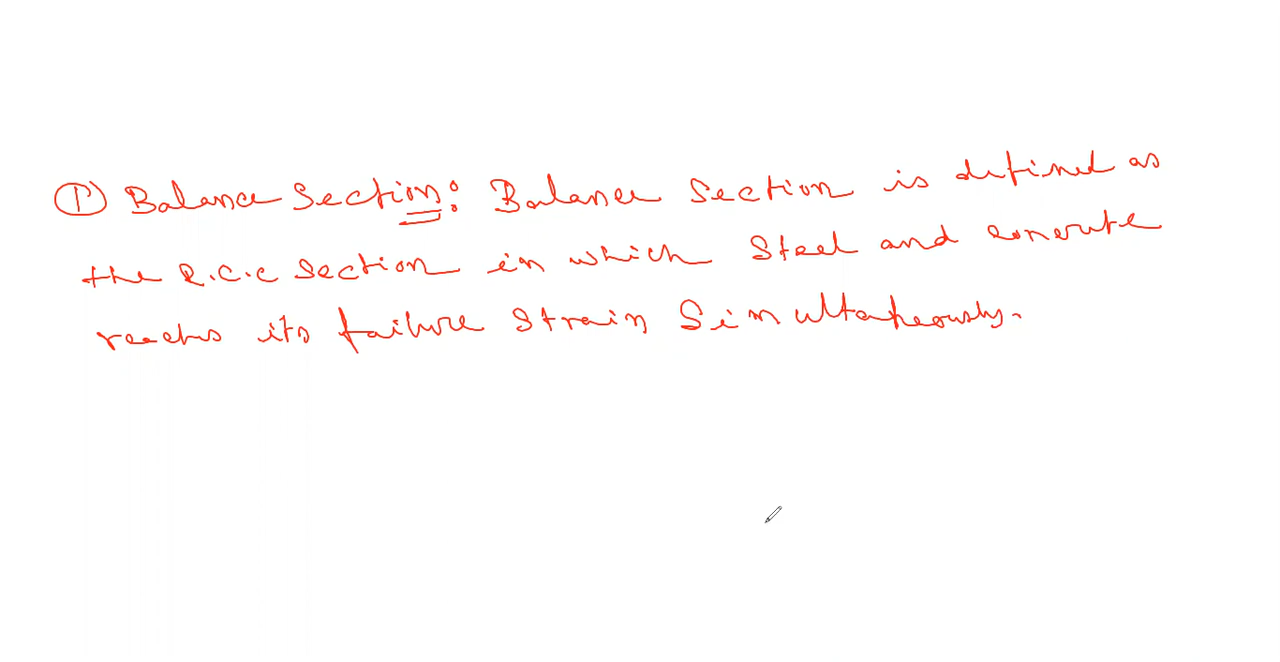 ① Balance Section: Balance Section is defined as
the R.C.C Section in which Steel and concrete
reaches its failure Strain Simultaneously.